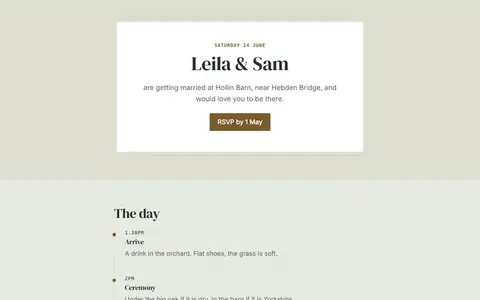 SATURDAY 14 JUNE
Leila & Sam
are getting married at Hollin Barn, near Hebden Bridge, and
would love you to be there.
RSVP by 1 May
The day
1.30PM
Arrive
A drink in the orchard. Flat shoes, the grass is soft.
2PM
Ceremony
Under the big oak if it is dry, in the barn if it is Yorkshire.